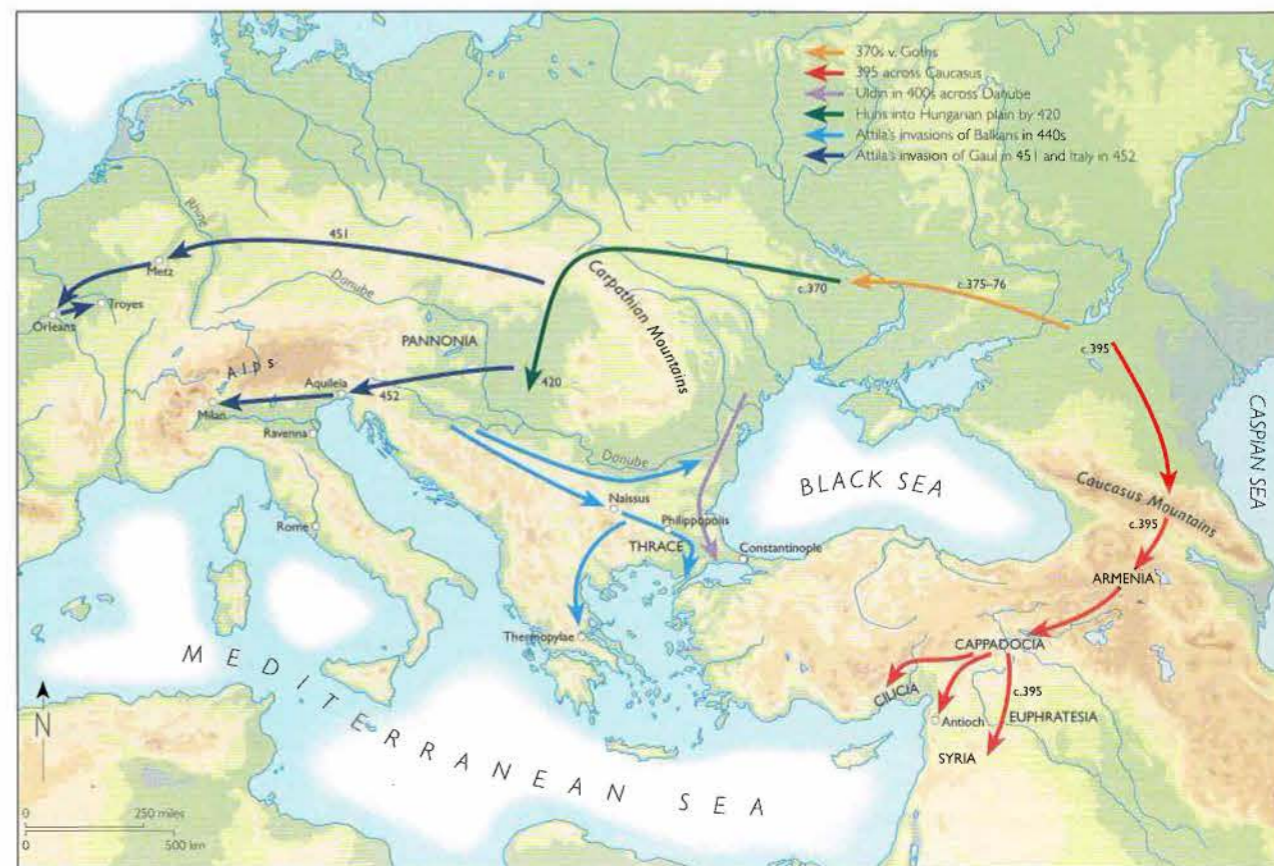 370s v. Goths
395 across Caucasus
Uldin in 400s across Danube
Huns into Hungarian plain by 420
Attila's invasions of Balkans in 440s
Attila's invasion of Gaul in 451 and Italy in 452
Rhine
451
Metz
Troyes
Orleans
Danube
Carpathian Mountains
c.370
c.375–76
c.395
PANNONIA
Alps
Aquileia
420
452
Milan
Ravenna
Danube
CASPIAN SEA
BLACK SEA
Caucasus Mountains
Naissus
Philippopolis
Rome
THRACE
Constantinople
c.395
ARMENIA
Thermopylae
CAPPADOCIA
MEDITERRANEAN SEA
CILICIA
c.395
Antioch
EUPHRATESIA
SYRIA
N
0 250 miles
0 500 km